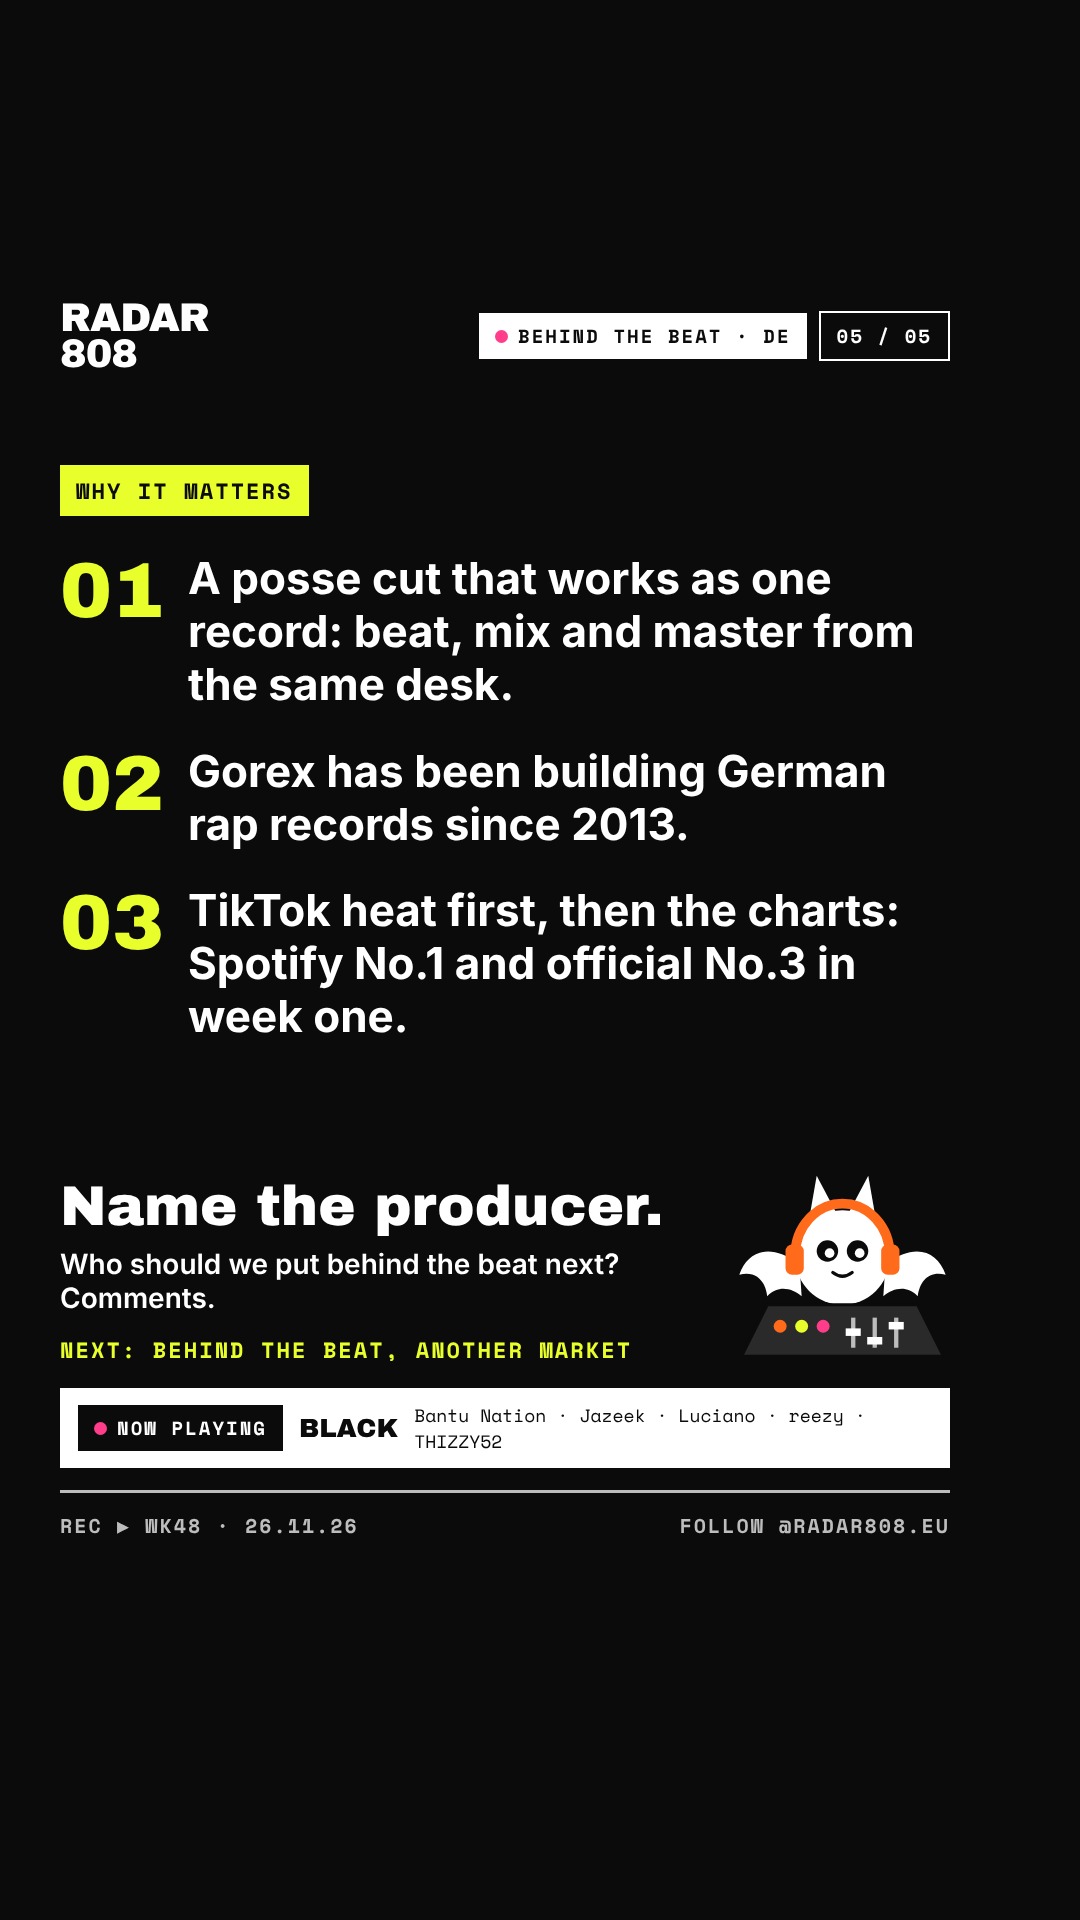 RADAR
808
BEHIND THE BEAT · DE
05 / 05
WHY IT MATTERS
01
A posse cut that works as one
record: beat, mix and master from
the same desk.
02
Gorex has been building German
rap records since 2013.
03
TikTok heat first, then the charts:
Spotify No.1 and official No.3 in
week one.
Name the producer.
Who should we put behind the beat next?
Comments.
NEXT: BEHIND THE BEAT, ANOTHER MARKET
NOW PLAYING
BLACK
Bantu Nation · Jazeek · Luciano · reezy ·
THIZZY52
REC ▶ WK48 · 26.11.26
FOLLOW @RADAR808.EU